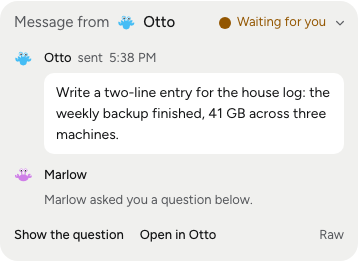 Message from Otto Waiting for you
Otto sent 5:38 PM
Write a two-line entry for the house log: the
weekly backup finished, 41 GB across three
machines.
Marlow
Marlow asked you a question below.
Show the question Open in Otto Raw